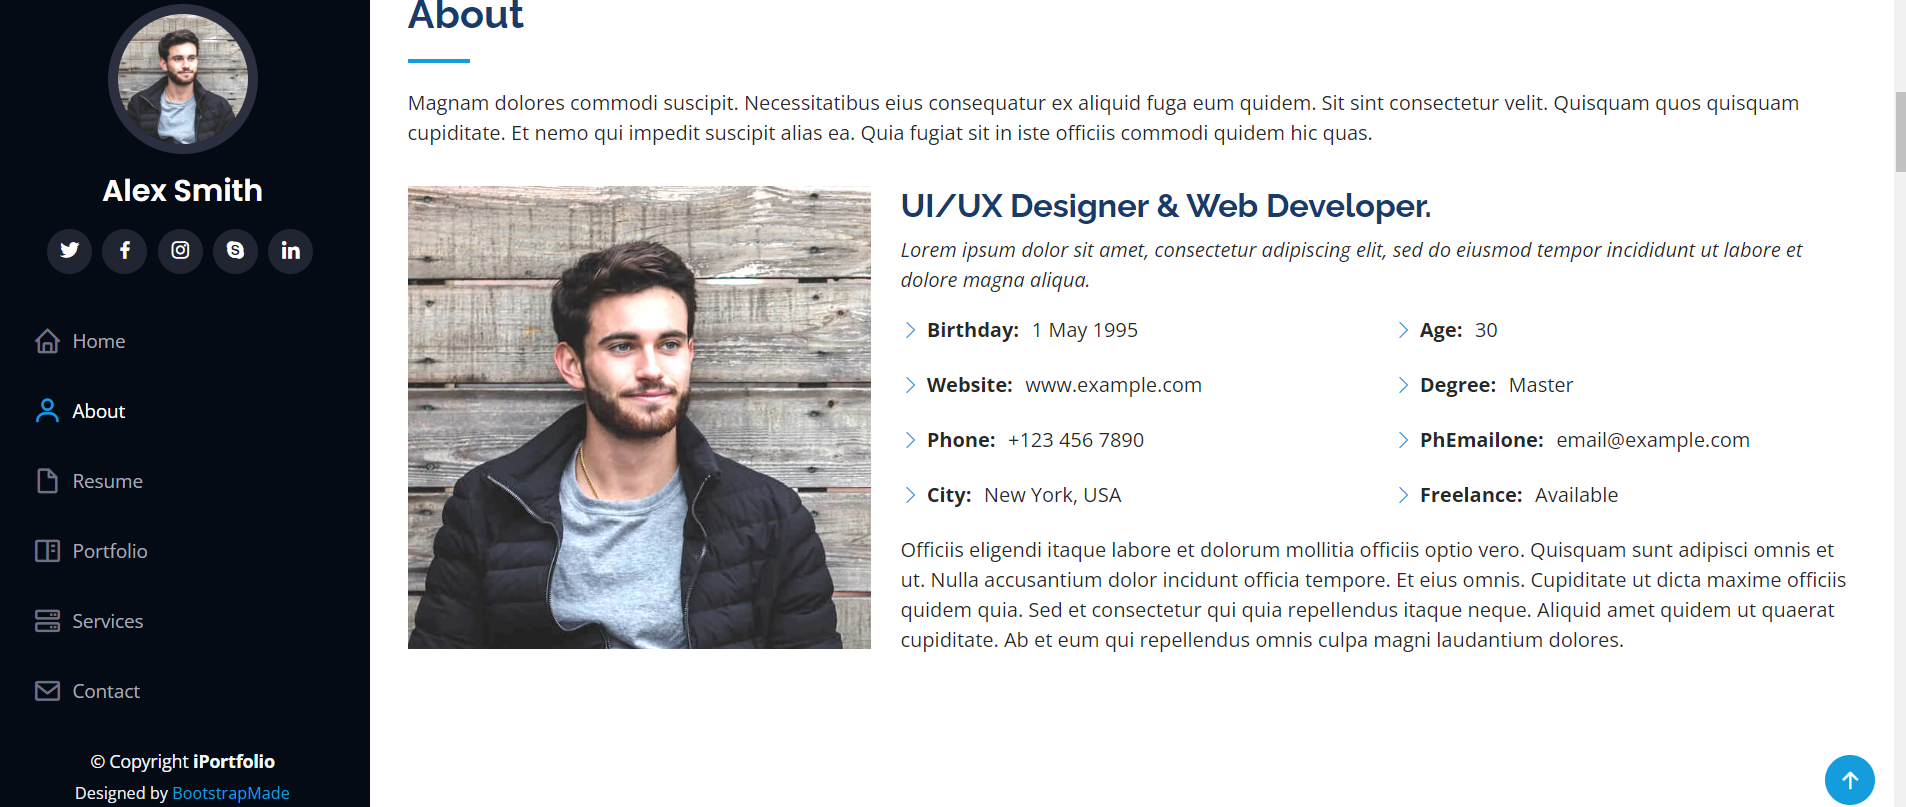 Alex Smith
Home
About
Resume
Portfolio
Services
Contact
© Copyright iPortfolio
Designed by BootstrapMade
About
Magnam dolores commodi suscipit. Necessitatibus eius consequatur ex aliquid fuga eum quidem. Sit sint consectetur velit. Quisquam quos quisquam
cupiditate. Et nemo qui impedit suscipit alias ea. Quia fugiat sit in iste officiis commodi quidem hic quas.
UI/UX Designer & Web Developer.
Lorem ipsum dolor sit amet, consectetur adipiscing elit, sed do eiusmod tempor incididunt ut labore et
dolore magna aliqua.
Birthday: 1 May 1995
Age: 30
Website: www.example.com
Degree: Master
Phone: +123 456 7890
PhEmailone: email@example.com
City: New York, USA
Freelance: Available
Officiis eligendi itaque labore et dolorum mollitia officiis optio vero. Quisquam sunt adipisci omnis et
ut. Nulla accusantium dolor incidunt officia tempore. Et eius omnis. Cupiditate ut dicta maxime officiis
quidem quia. Sed et consectetur qui quia repellendus itaque neque. Aliquid amet quidem ut quaerat
cupiditate. Ab et eum qui repellendus omnis culpa magni laudantium dolores.